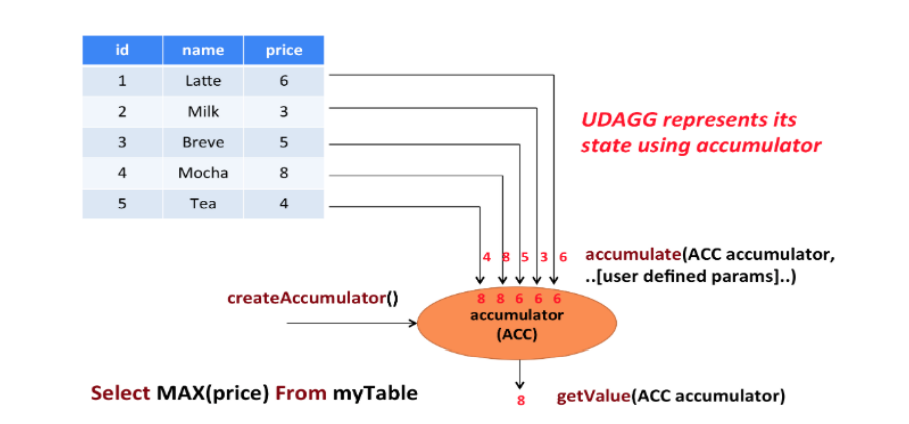 id name price
1 Latte 6
2 Milk 3
3 Breve 5
4 Mocha 8
5 Tea 4
UDAGG represents its
state using accumulator
4 8 5 3 6
accumulate(ACC accumulator,
..[user defined params]..)
createAccumulator()
8 8 6 6 6
accumulator
(ACC)
Select MAX(price) From myTable
8
getValue(ACC accumulator)